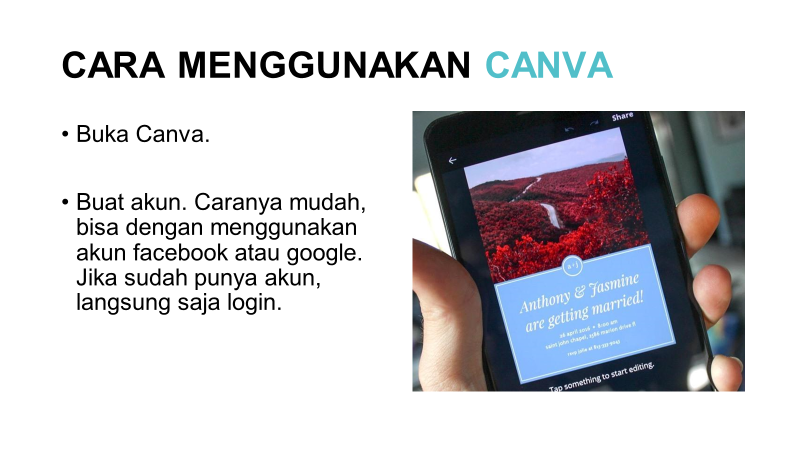 CARA MENGGUNAKAN CANVA
• Buka Canva.
• Buat akun. Caranya mudah,
bisa dengan menggunakan
akun facebook atau google.
Jika sudah punya akun,
langsung saja login.
Share
Anthony & Jasmine
are getting married!
Tap something to start editing.